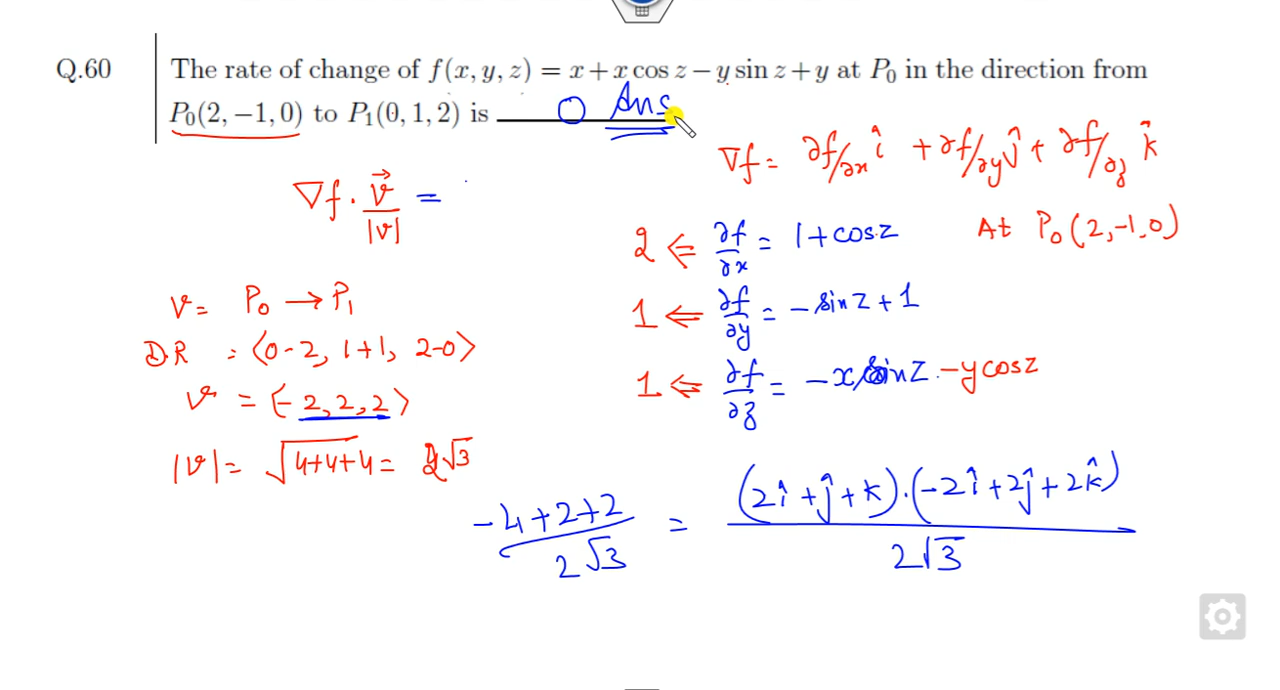 Q.60 The rate of change of f(x, y, z) = x + x cos z − y sin z + y at P₀ in the direction from
P₀(2, −1, 0) to P₁(0, 1, 2) is ________ 0 Ans
∇f = ∂f/∂x î + ∂f/∂y ĵ + ∂f/∂z k̂
∇f · v⃗/|v| =
At P₀(2, -1, 0)
2 ⇐ ∂f/∂x = 1 + cos z
1 ⇐ ∂f/∂y = - sin z + 1
1 ⇐ ∂f/∂z = - x sin z - y cos z
v = P₀ → P₁
D.R = <0-2, 1+1, 2-0>
v = <-2, 2, 2>
|v| = √4+4+4 = 2√3
-4+2+2/2√3 = (2î + ĵ + k).(-2î + 2ĵ + 2k̂)/2√3